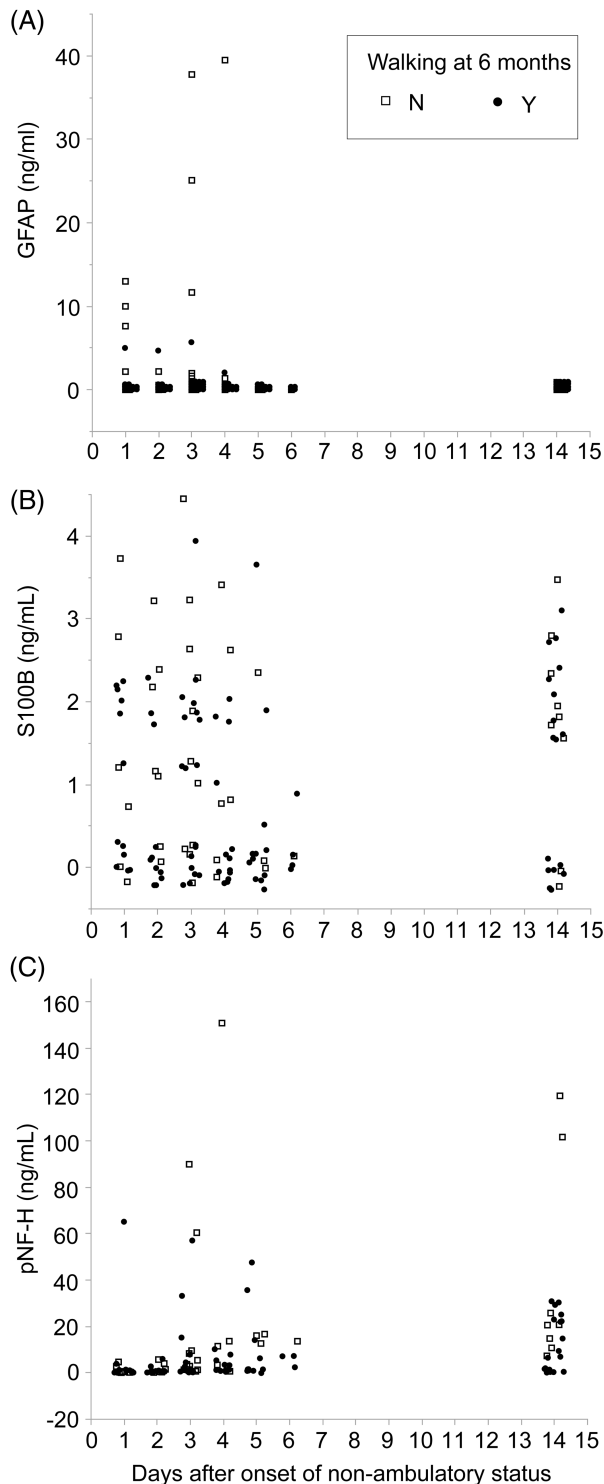 (A)
Walking at 6 months
N Y
GFAP (ng/ml)
40
30
20
10
0
0 1 2 3 4 5 6 7 8 9 10 11 12 13 14 15
(B)
S100B (ng/mL)
4
3
2
1
0
0 1 2 3 4 5 6 7 8 9 10 11 12 13 14 15
(C)
pNF-H (ng/mL)
160
140
120
100
80
60
40
20
0
-20
0 1 2 3 4 5 6 7 8 9 10 11 12 13 14 15
Days after onset of non-ambulatory status